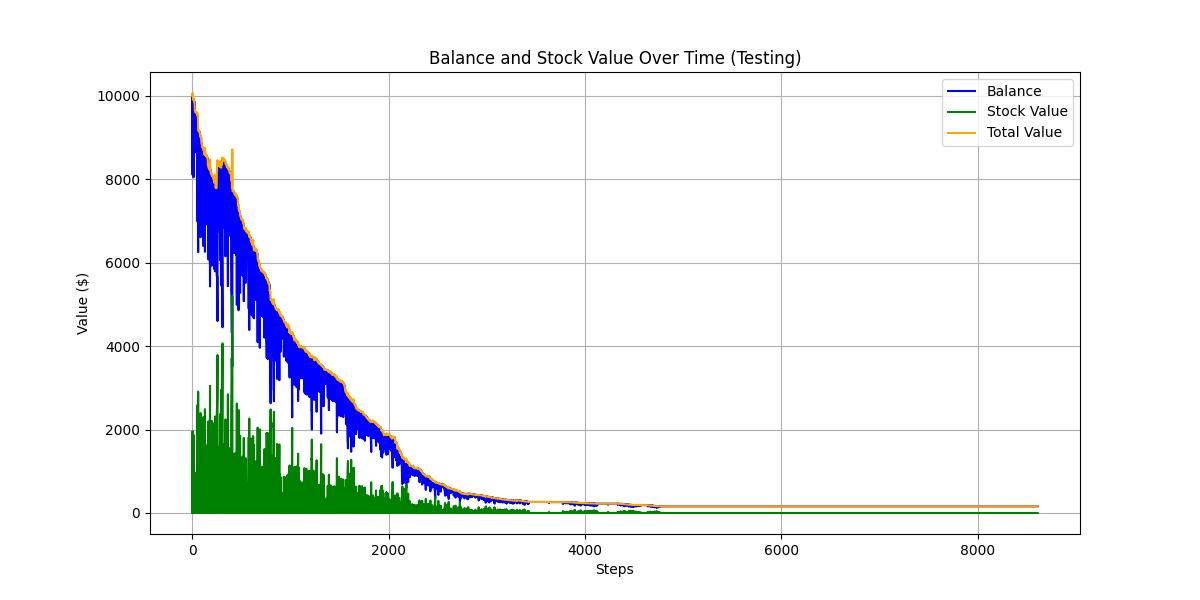 Balance and Stock Value Over Time (Testing)
Balance
Stock Value
Total Value
Value ($)
10000
8000
6000
4000
2000
0
0 2000 4000 6000 8000
Steps